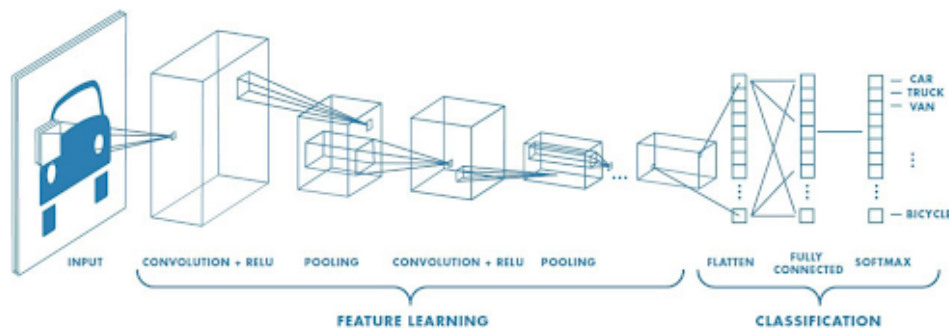 CAR
TRUCK
VAN
BICYCLE
INPUT CONVOLUTION + RELU POOLING CONVOLUTION + RELU POOLING FLATTEN FULLY CONNECTED SOFTMAX
FEATURE LEARNING CLASSIFICATION